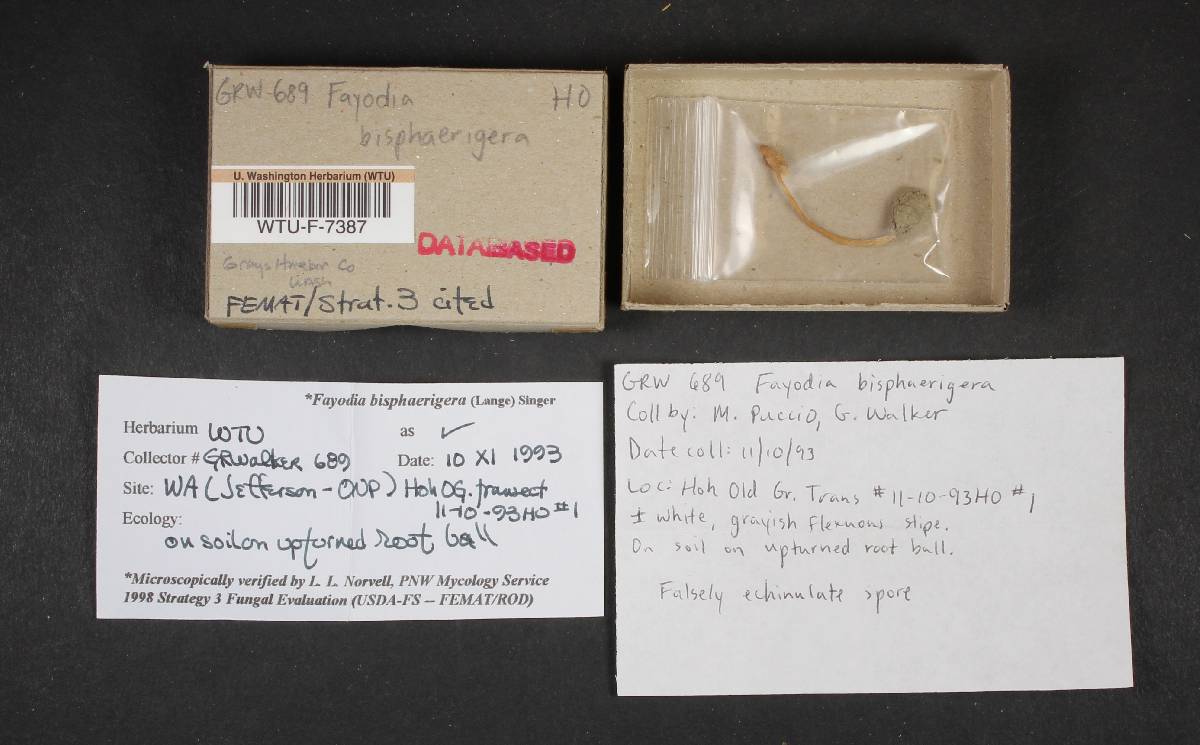 GRW 689 Fayodia HO
bisphaerigera
U. Washington Herbarium (WTU)
WTU-F-7387
DATABASED
Grays Harbor Co
Wash
FEMAT/Strat. 3 cited
*Fayodia bisphaerigera (Lange) Singer
Herbarium WTU as ✓
Collector # GRWalker 689 Date: 10 XI 1993
Site: WA (Jefferson - ONP) Hoh OG. transect
11-10-93HO #1
Ecology:
on soil on upturned root ball
*Microscopically verified by L. L. Norvell, PNW Mycology Service
1998 Strategy 3 Fungal Evaluation (USDA-FS -- FEMAT/ROD)
GRW 689 Fayodia bisphaerigera
Coll by: M. Puccio, G. Walker
Date coll: 11/10/93
Loc: Hoh Old Gr. Trans #11-10-93HO #1
± white, grayish flexuous stipe.
On soil on upturned root ball.
Falsely echinulate spore